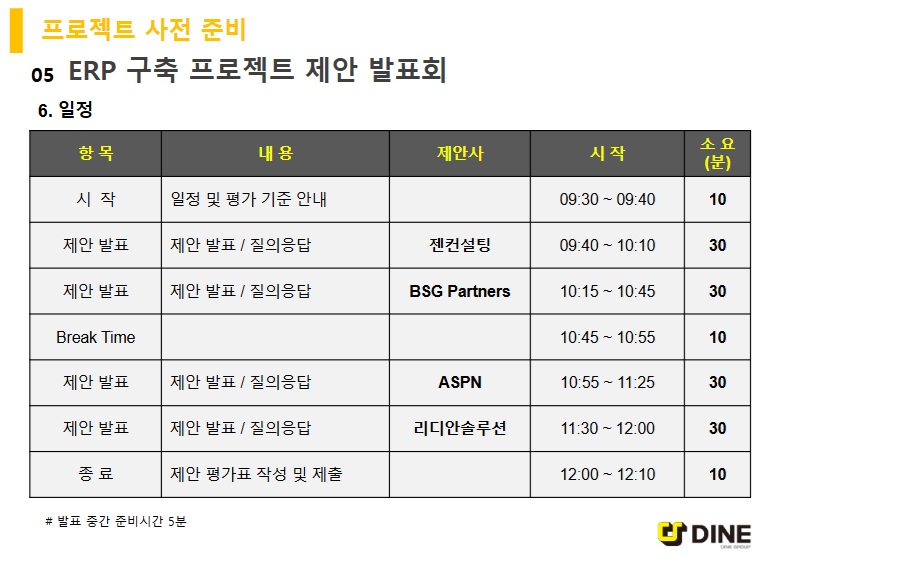 프로젝트 사전 준비
05 ERP 구축 프로젝트 제안 발표회
6. 일정
항 목 내 용 제안사 시 작 소 요 (분)
시 작 일정 및 평가 기준 안내 09:30 ~ 09:40 10
제안 발표 제안 발표 / 질의응답 젠컨설팅 09:40 ~ 10:10 30
제안 발표 제안 발표 / 질의응답 BSG Partners 10:15 ~ 10:45 30
Break Time 10:45 ~ 10:55 10
제안 발표 제안 발표 / 질의응답 ASPN 10:55 ~ 11:25 30
제안 발표 제안 발표 / 질의응답 리디안솔루션 11:30 ~ 12:00 30
종 료 제안 평가표 작성 및 제출 12:00 ~ 12:10 10
# 발표 중간 준비시간 5분
DINE
DINE GROUP